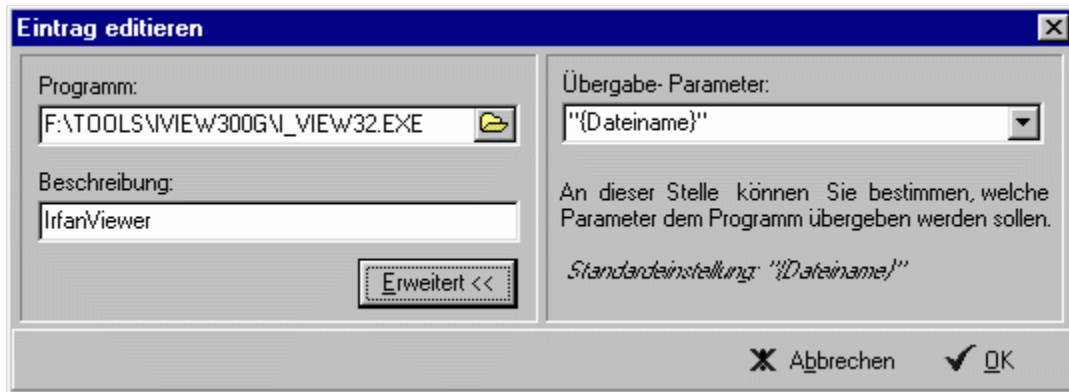 Eintrag editieren
Programm:
F:\TOOLS\IVIEW300G\I_VIEW32.EXE
Beschreibung:
IrfanViewer
Erweitert <<
Übergabe- Parameter:
"{Dateiname}"
An dieser Stelle können Sie bestimmen, welche
Parameter dem Programm übergeben werden sollen.
Standardeinstellung: "{Dateiname}"
Abbrechen
OK